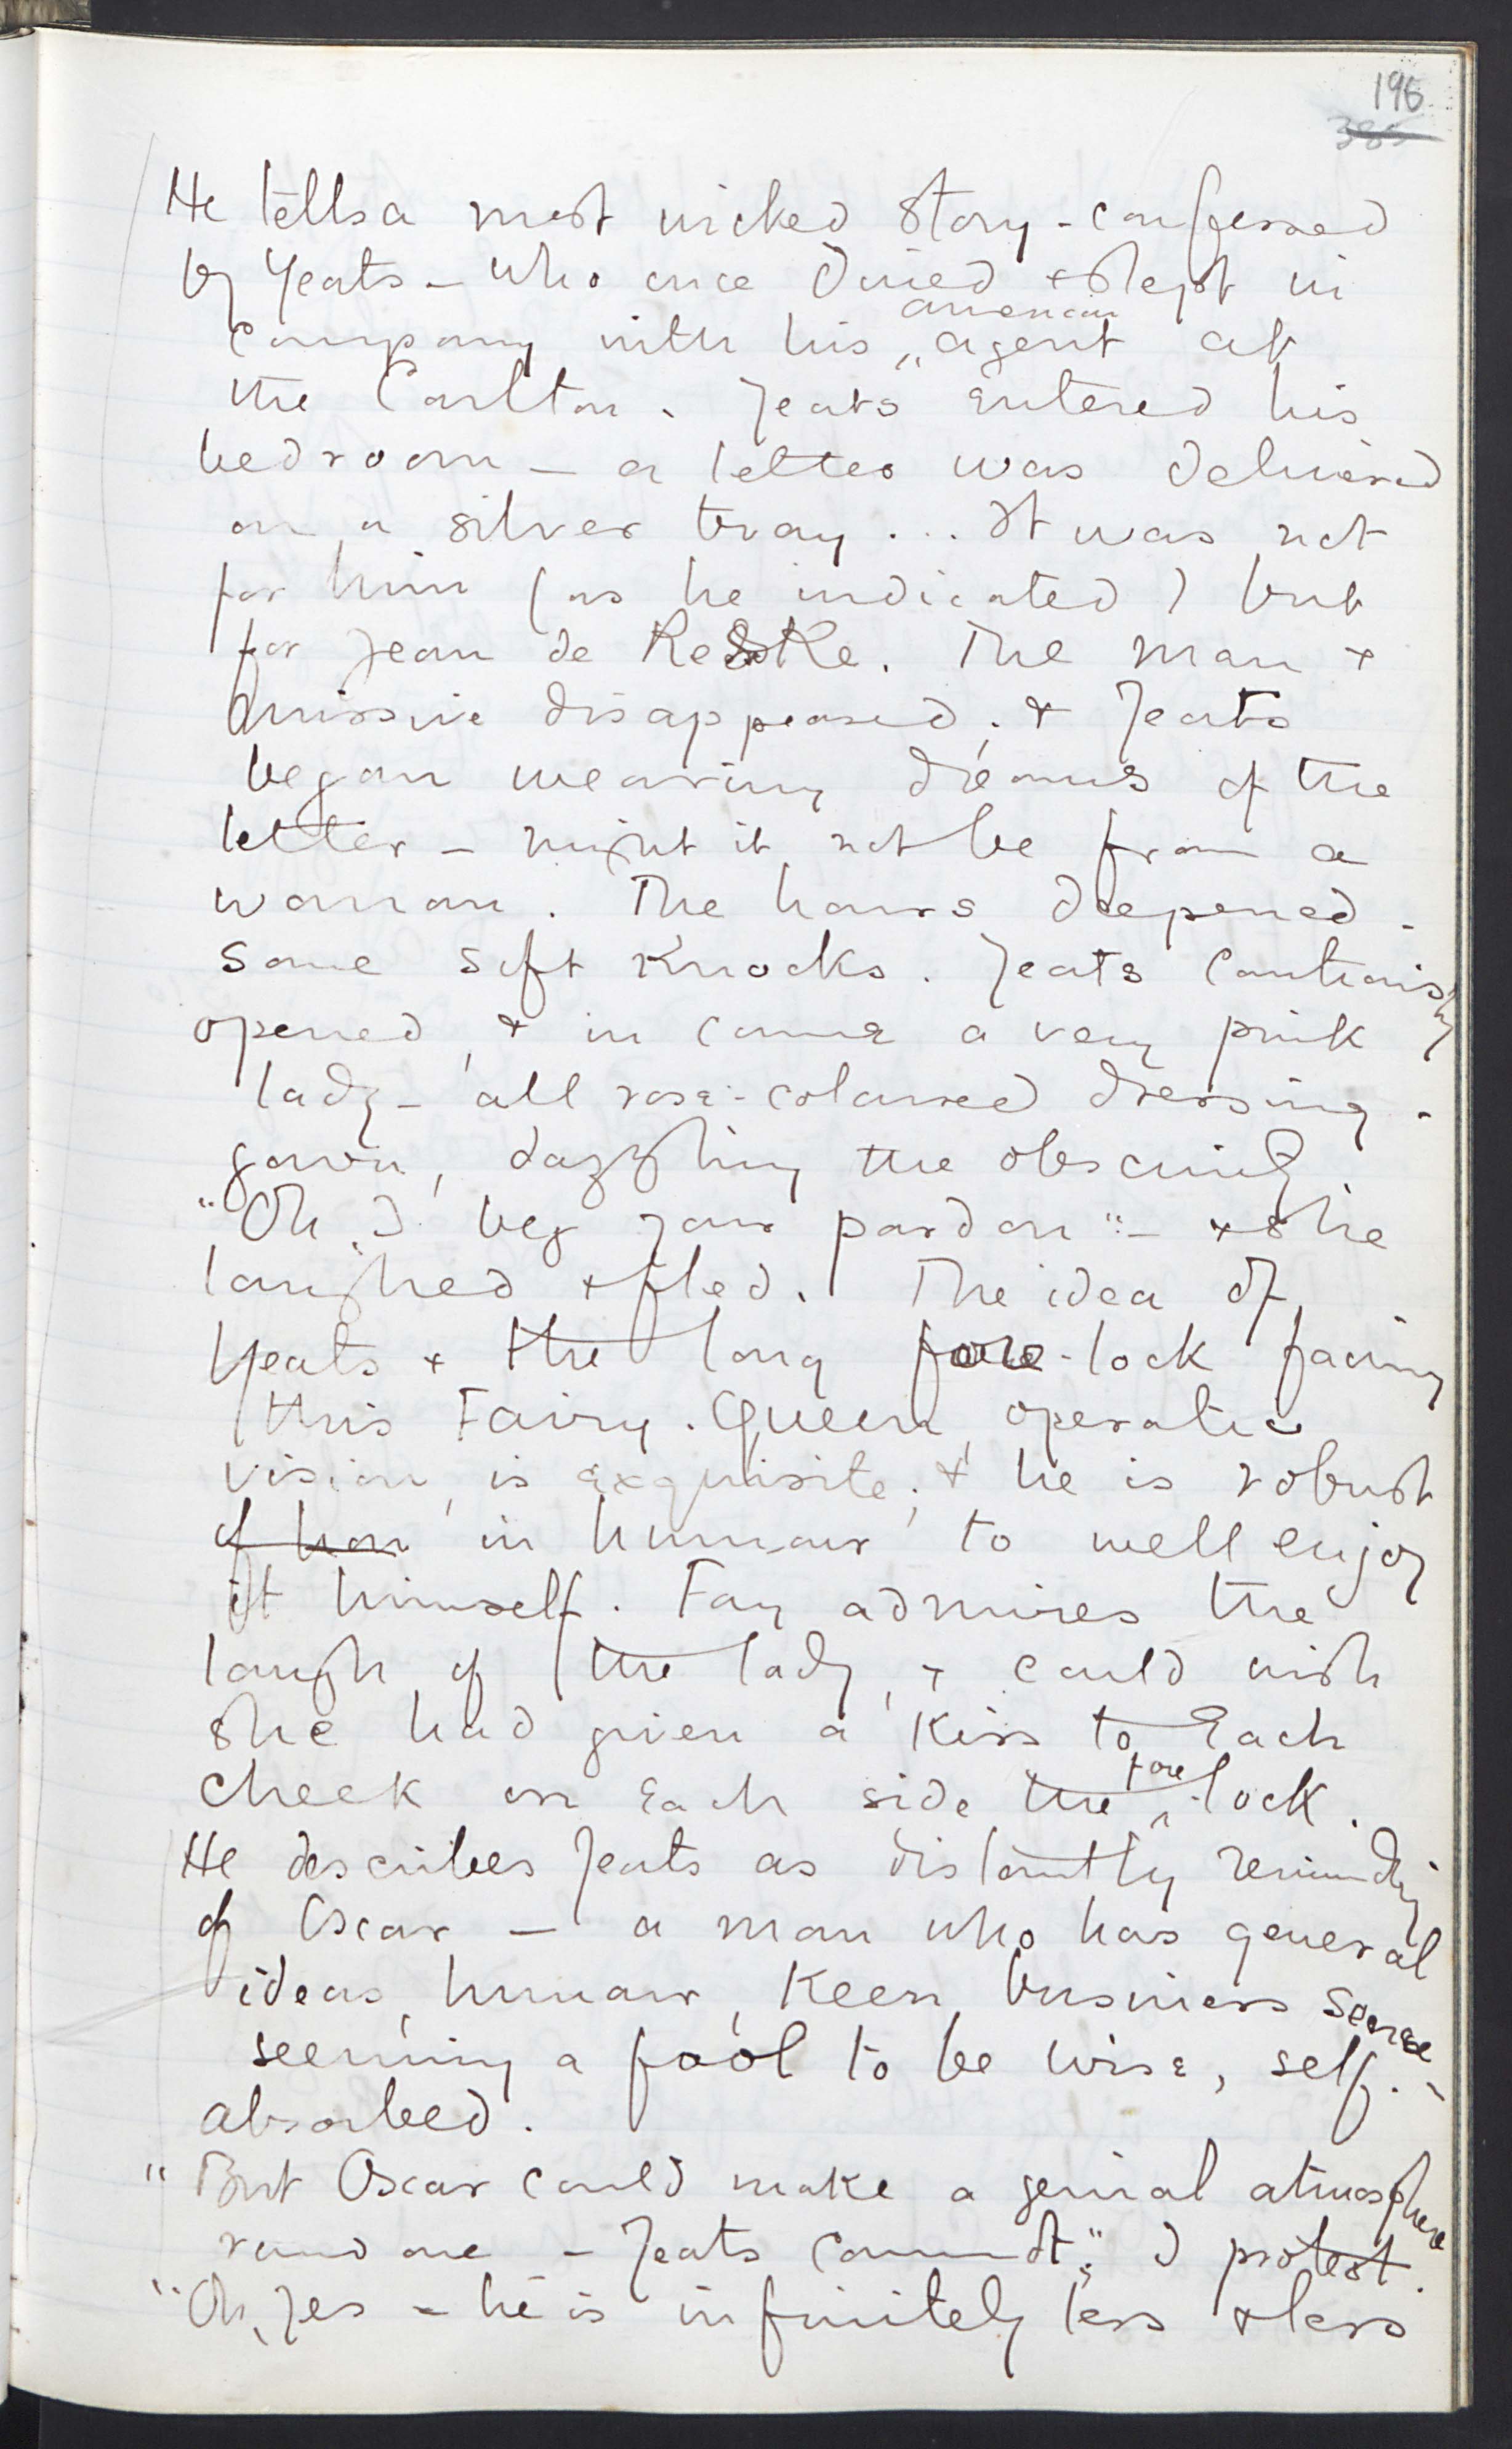 196
385
He tells a most wicked story - confessed
by Yeats - who once dined & slept in
company with his american agent at
the Carlton. Yeats entered his
bedroom - a letter was delivered
on a silver tray ... It was not
for him (as he indicated) but
for Jean de Reske. The man &
missive disappeared; & Yeats
began weaving dreams of the
letter - might it not be from a
woman. The hours deepened -
some soft knocks. Yeats cautiously
opened, & in came a very pink
lady - all rose-coloured dressing-
gown, dazzling the obscurity.
"Oh, I beg your pardon" - & she
laughed & fled. The idea of
Yeats & the long fore-lock facing
this Fairy-Queen, operatic
vision, is exquisite; & he is robust
of hou in humour to well enjoy
it himself. Fay admires the
laugh of the lady, & could wish
she had given a kiss to each
cheek on each side the fore-lock.
He describes Yeats as distantly reminding
of Oscar - a man who has general
ideas, humour, keen business sense,
seeming a fool to be wise, self-
absorbed.
"But Oscar could make a genial atmosphere
round one - Yeats cannot", I protest.
"Oh, yes - he is infinitely less & less